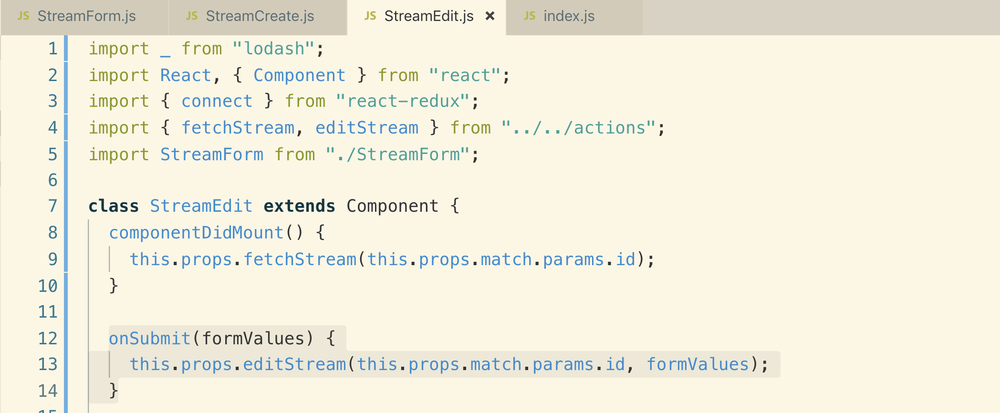 JS StreamForm.js JS StreamCreate.js JS StreamEdit.js × JS index.js
1 import _ from "lodash";
2 import React, { Component } from "react";
3 import { connect } from "react-redux";
4 import { fetchStream, editStream } from "../../actions";
5 import StreamForm from "./StreamForm";
6
7 class StreamEdit extends Component {
8   componentDidMount() {
9     this.props.fetchStream(this.props.match.params.id);
10   }
11
12   onSubmit(formValues) {
13     this.props.editStream(this.props.match.params.id, formValues);
14   }